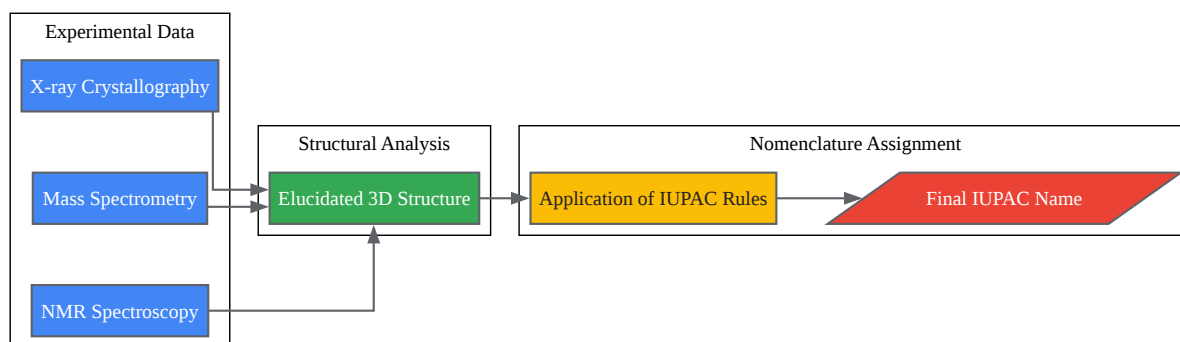 Experimental Data
X-ray Crystallography
Mass Spectrometry
NMR Spectroscopy
Structural Analysis
Elucidated 3D Structure
Nomenclature Assignment
Application of IUPAC Rules
Final IUPAC Name